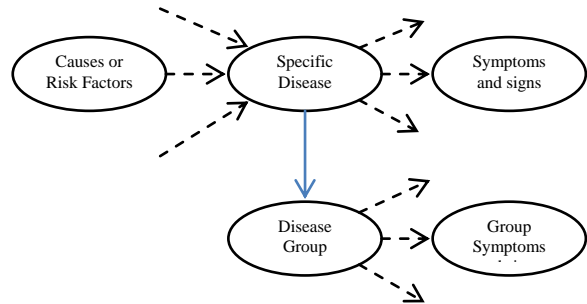 Causes or
Risk Factors
Specific
Disease
Symptoms
and signs
Disease
Group
Group
Symptoms